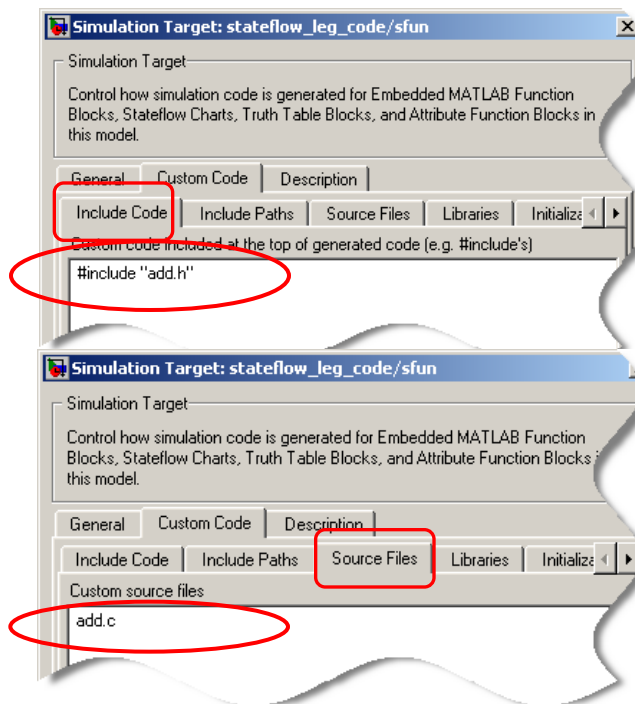 Simulation Target: stateflow_leg_code/sfun
Simulation Target
Control how simulation code is generated for Embedded MATLAB Function
Blocks, Stateflow Charts, Truth Table Blocks, and Attribute Function Blocks in
this model.
General Custom Code Description
Include Code Include Paths Source Files Libraries Initializa
Custom code included at the top of generated code (e.g. #include's)
#include "add.h"
Simulation Target: stateflow_leg_code/sfun
Simulation Target
Control how simulation code is generated for Embedded MATLAB Function
Blocks, Stateflow Charts, Truth Table Blocks, and Attribute Function Blocks i
this model.
General Custom Code Description
Include Code Include Paths Source Files Libraries Initializa
Custom source files
add.c